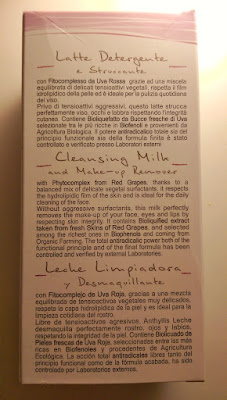 Latte Detergente
e Struccante
con Fitocomplesso da Uve Rosse grazie ad una miscela
equilibrata di delicati tensioattivi vegetali, rispetta il film
idrolipidico della pelle ed è ideale per la pulizia quotidiana
del viso.
Privo di tensioattivi aggressivi, questo latte strucca
perfettamente viso, occhi e labbra rispettando l'integrità
cutanea. Contiene Bioliquefatto da Bucce fresche di Uva
selezionate tra le più ricche in Biofenoli e provenienti da
Agricoltura Biologica. Il potere antiradicalico totale sia del
principio funzionale sia della formula finita è stato
controllato e verificato presso Laboratori esterni
Cleansing Milk
and Make-up Remover
with Phytocomplex from Red Grapes, thanks to a
balanced mix of delicate vegetal surfactants, it respects
the hydrolipidic film of the skin and is ideal for the daily
cleaning of the face.
Without aggressive surfactants, this milk perfectly
removes the make-up of your face, eyes and lips by
respecting skin integrity. It contains Bioliquefied extract
taken from fresh Skins of Red Grapes, and selected
among the richest ones in Biophenols and coming from
Organic Farming. The total antiradicalic power both of the
functional principle and of the final formula has been
controlled and verified by external Laboratories.
Leche Limpiadora
y Desmaquillante
con Fitocomplejo de Uva Roja, gracias a una mezcla
equilibrada de tensioactivos vegetales muy delicados,
respeta la capa hidrolipídica de la piel y es ideal para la
limpieza cotidiana del rostro.
Libre de tensioactivos agresivos, Anthyllis Leche
desmaquilla perfectamente rostro, ojos y labios,
respetando la integridad de la piel. Contiene Biolicuado de
Pieles frescas de Uva Roja, seleccionadas entre las más
ricas en Biofenoles y procedentes de Agricultura
Ecológica. La acción total antiradicales libres tanto del
principio funcional como de la fórmula acabada, ha sido
controlada por Laboratorios externos.